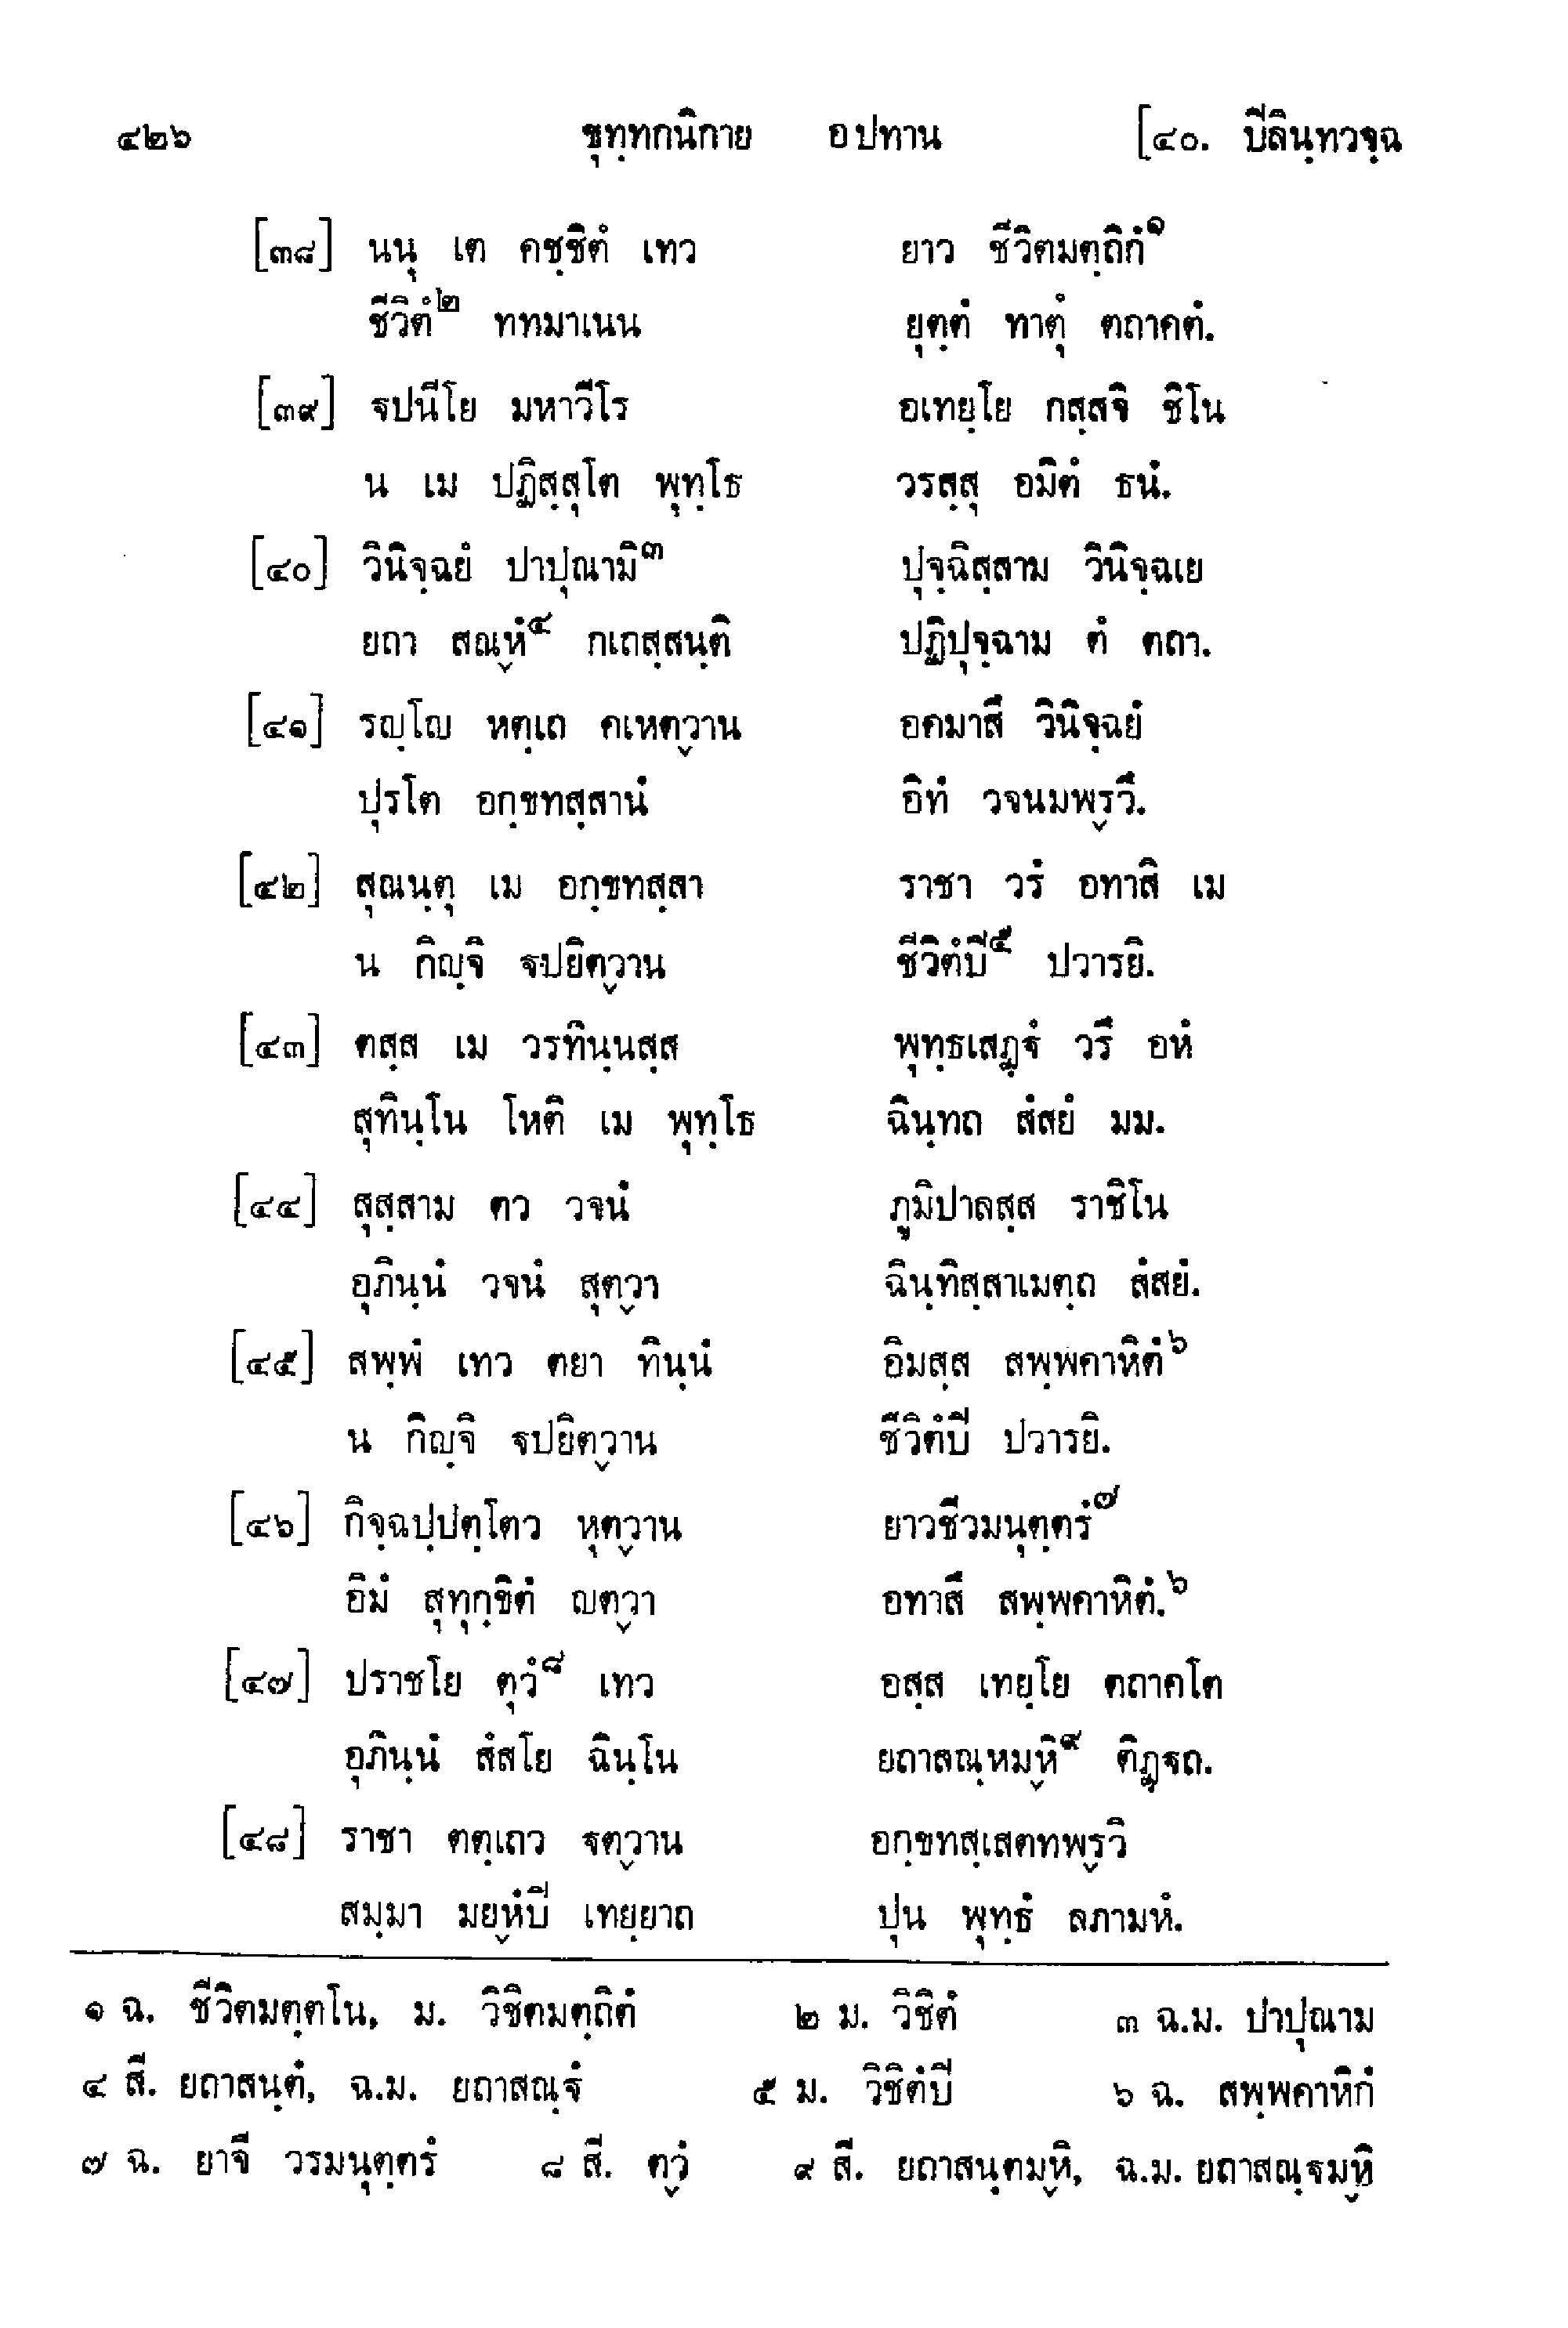 ๔๒๖ ขุทฺทกนิกาย อปทาน [๔๐. ปีลินฺทวจฺฉ
[๓๘] นนุ เต คชฺชิตํ เทว ยาว ชีวิตมตฺถิกํ๑
ชีวิตํ๒ ททมาเนน ยุตฺตํ ทาตุํ ตถาคตํ.
[๓๙] ฐปนีโย มหาวีโร อเทยฺโย กสฺสจิ ชิโน
น เม ปฏิสฺสุโต พุทฺโธ วรสฺสุ อมิตํ ธนํ.
[๔๐] วินิจฺฉยํ ปาปุณามิ๓ ปุจฺฉิสฺสาม วินิจฺฉเย
ยถา สณฺหํ๔ กเถสฺสนฺติ ปฏิปุจฺฉาม ตํ ตถา.
[๔๑] รญฺโญ หตฺเถ คเหตฺวาน อคมาสึ วินิจฺฉยํ
ปุรโต อกฺขทสฺสานํ อิทํ วจนมพฺรวึ.
[๔๒] สุณนฺตุ เม อกฺขทสฺสา ราชา วรํ อทาสิ เม
น กิญฺจิ ฐปยิตฺวาน ชีวิตํปิ๕ ปวารยิ.
[๔๓] ตสฺส เม วรทินฺนสฺส พุทฺธเสฏฺฐํ วรึ อหํ
สุทินฺโน โหติ เม พุทฺโธ ฉินฺทถ สํสยํ มม.
[๔๔] สุสฺสาม ตว วจนํ ภูมิปาลสฺส ราชิโน
อุภินฺนํ วจนํ สุตฺวา ฉินฺทิสฺสาเมตฺถ สํสยํ.
[๔๕] สพฺพํ เทว ตยา ทินฺนํ อิมสฺส สพฺพคาหิตํ๖
น กิญฺจิ ฐปยิตฺวาน ชีวิตํปิ ปวารยิ.
[๔๖] กิจฺฉปฺปตฺโตว หุตฺวาน ยาวชีวมนุตฺตรํ๗
อิมํ สุทุกฺขิตํ ญตฺวา อทาสึ สพฺพคาหิตํ.๖
[๔๗] ปราชโย ตุวํ๘ เทว อสฺส เทยฺโย ตถาคโต
อุภินฺนํ สํสโย ฉินฺโน ยถาสณฺหมฺหิ๙ ติฏฺฐถ.
[๔๘] ราชา ตตฺเถว ฐตฺวาน อกฺขทสฺเสตทพฺรวิ
สมฺมา มยฺหํปิ เทยฺยาถ ปุน พุทฺธํ ลภามหํ.
๑ ฉ. ชีวิตมตฺตโน, ม. วิชิตมตฺถิตํ ๒ ม. วิชิตํ ๓ ฉ.ม. ปาปุณาม
๔ สี. ยถาสนฺตํ, ฉ.ม. ยถาสณฺฐํ ๕ ม. วิชิตํปิ ๖ ฉ. สพฺพคาหิกํ
๗ ฉ. ยาจี วรมนุตฺตรํ ๘ สี. ตฺวํ ๙ สี. ยถาสนฺตมฺหิ, ฉ.ม. ยถาสณฺฐมฺหิ